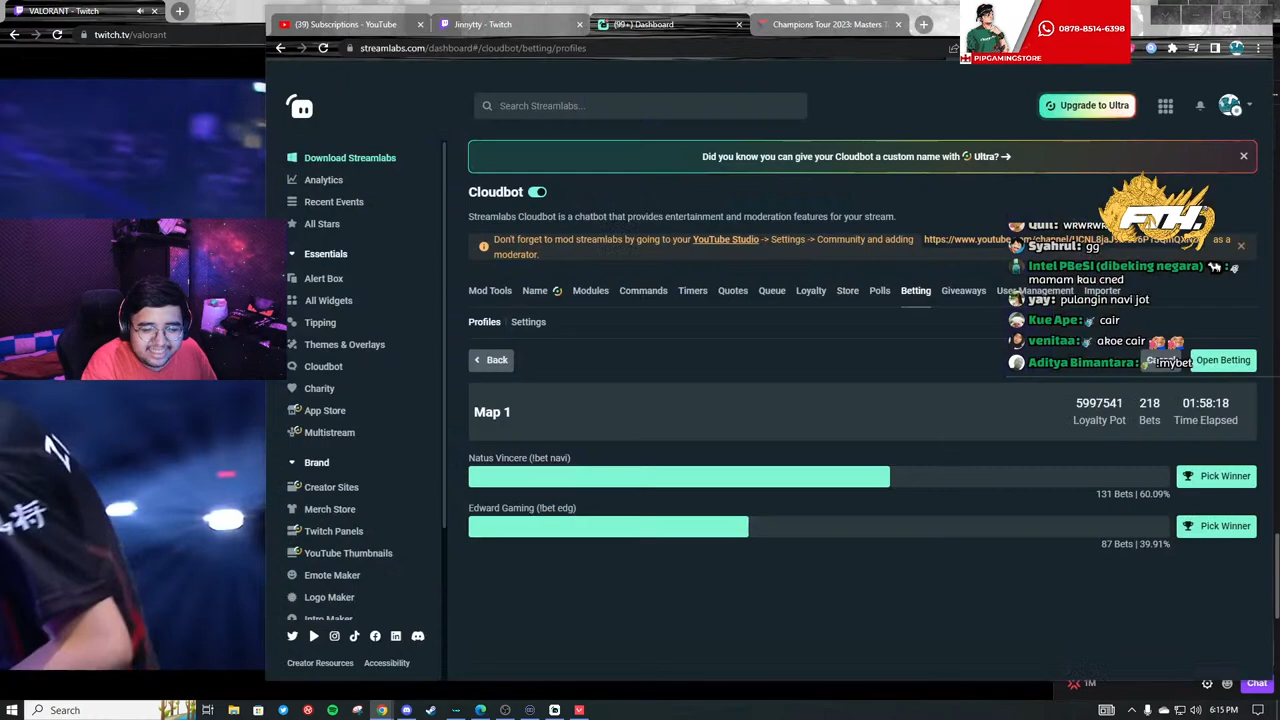 VALORANT - Twitch
twitch.tv/valorant
(39) Subscriptions - YouTube
Jinnytty - Twitch
(99+) Dashboard
Champions Tour 2023: Masters T
streamlabs.com/dashboard#/cloudbot/betting/profiles
0878-8514-6398
PIPGAMINGSTORE
Search Streamlabs...
Upgrade to Ultra
Did you know you can give your Cloudbot a custom name with Ultra? →
Download Streamlabs
Analytics
Recent Events
All Stars
Essentials
Alert Box
All Widgets
Tipping
Themes & Overlays
Cloudbot
Charity
App Store
Multistream
Brand
Creator Sites
Merch Store
Twitch Panels
YouTube Thumbnails
Emote Maker
Logo Maker
Intro Maker
Creator Resources Accessibility
Cloudbot
Streamlabs Cloudbot is a chatbot that provides entertainment and moderation features for your stream.
Don't forget to mod streamlabs by going to your YouTube Studio -> Settings -> Community and adding as a
moderator.
Mod Tools Name Modules Commands Timers Quotes Queue Loyalty Store Polls Betting Giveaways User Management Importer
Profiles Settings
Back
Open Betting
Map 1
5997541 218 01:58:18
Loyalty Pot Bets Time Elapsed
Natus Vincere (!bet navi)
Pick Winner
131 Bets | 60.09%
Edward Gaming (!bet edg)
Pick Winner
87 Bets | 39.91%
FTH.
Syahrul: gg
Intel PBeSI (dibeking negara) :
mamam kau cned
yay: pulangin navi jot
Kue Ape: cair
venitaa: akoe cair
Aditya Bimantara: !mybet
1M
Chat
Search
6:15 PM